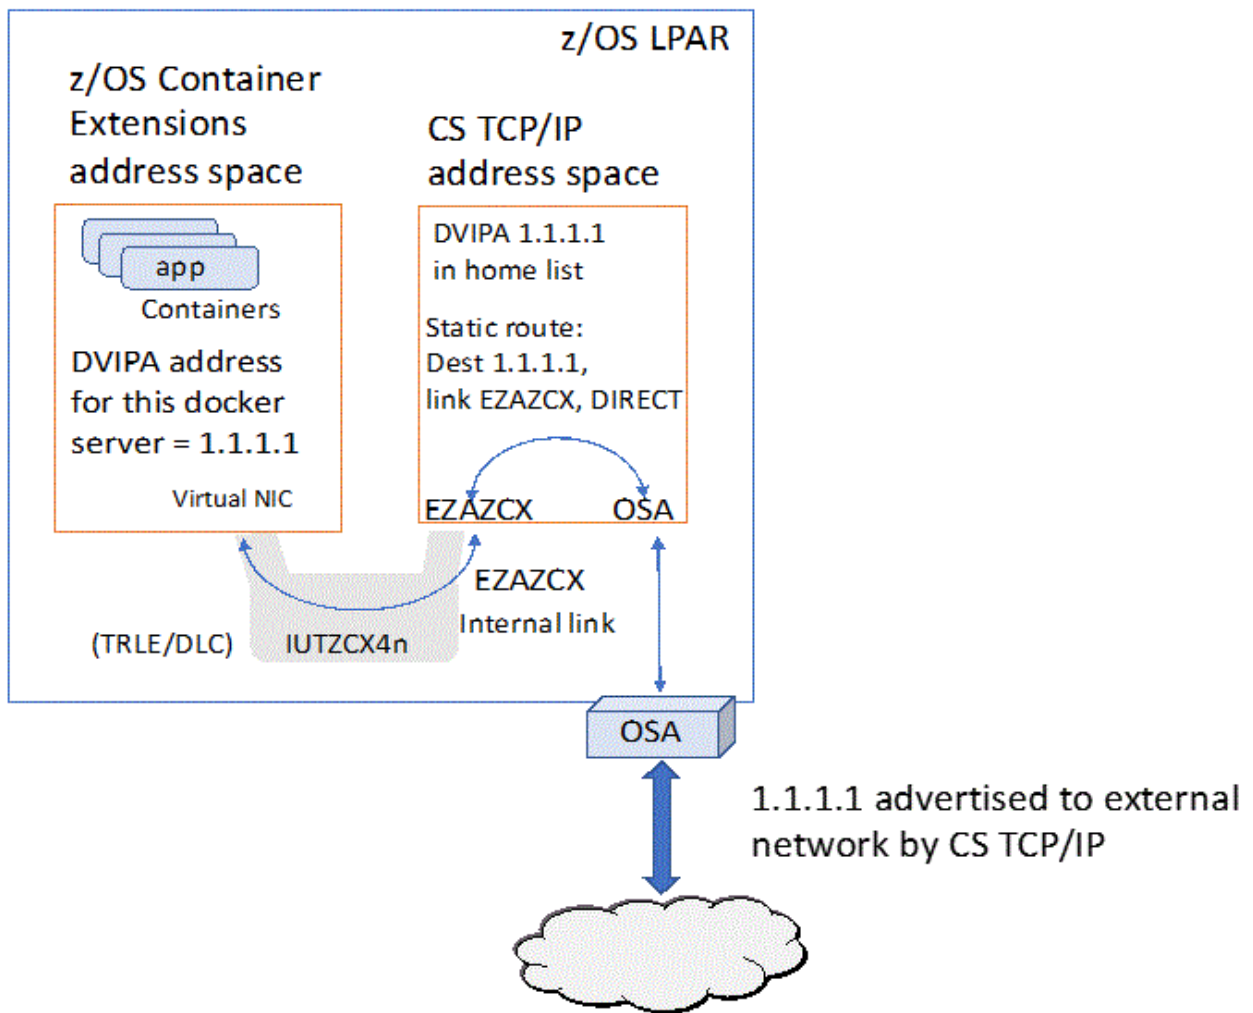 z/OS LPAR
z/OS Container
Extensions
address space
CS TCP/IP
address space
app
Containers
DVIPA address
for this docker
server = 1.1.1.1
Virtual NIC
DVIPA 1.1.1.1
in home list
Static route:
Dest 1.1.1.1,
link EZAZCX, DIRECT
EZAZCX
OSA
EZAZCX
Internal link
(TRLE/DLC)
IUTZCX4n
OSA
1.1.1.1 advertised to external
network by CS TCP/IP